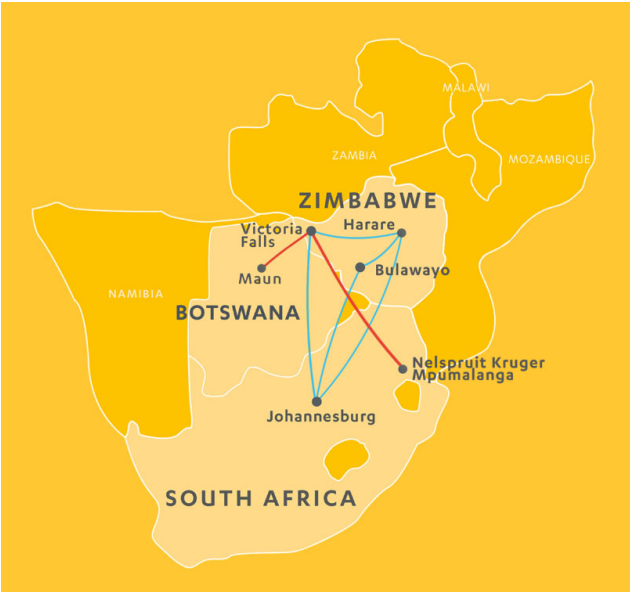 MALAWI
ZAMBIA
MOZAMBIQUE
ZIMBABWE
Victoria
Falls
Harare
Maun
Bulawayo
NAMIBIA
BOTSWANA
Nelspruit Kruger
Mpumalanga
Johannesburg
SOUTH AFRICA